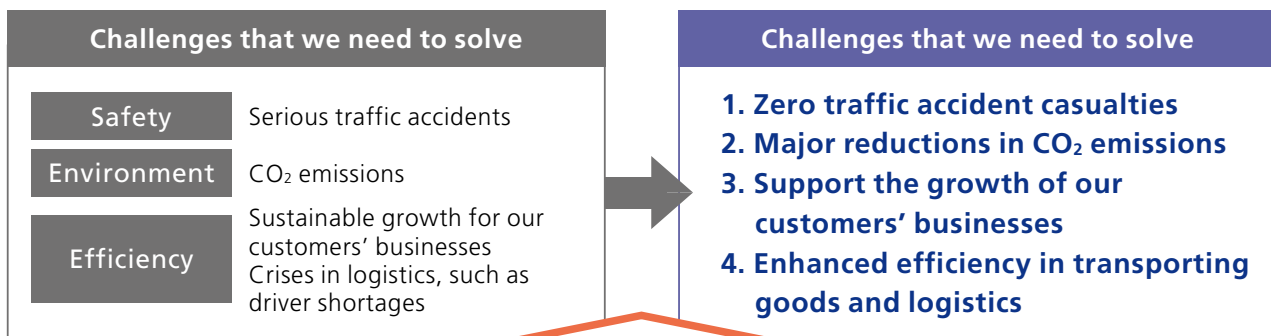 Challenges that we need to solve
Safety
Serious traffic accidents
Environment
CO₂ emissions
Efficiency
Sustainable growth for our
customers’ businesses
Crises in logistics, such as
driver shortages
Challenges that we need to solve
1. Zero traffic accident casualties
2. Major reductions in CO₂ emissions
3. Support the growth of our
customers’ businesses
4. Enhanced efficiency in transporting
goods and logistics